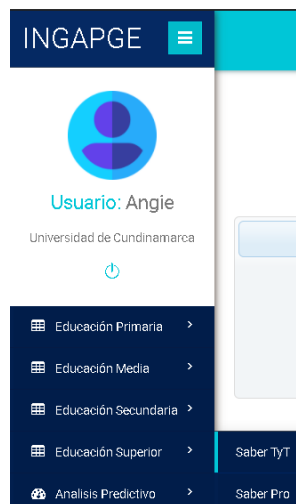 INGAPGE
Usuario: Angie
Universidad de Cundinamarca
Educación Primaria
Educación Media
Educación Secundaria
Educación Superior
Saber TyT
Analisis Predictivo
Saber Pro